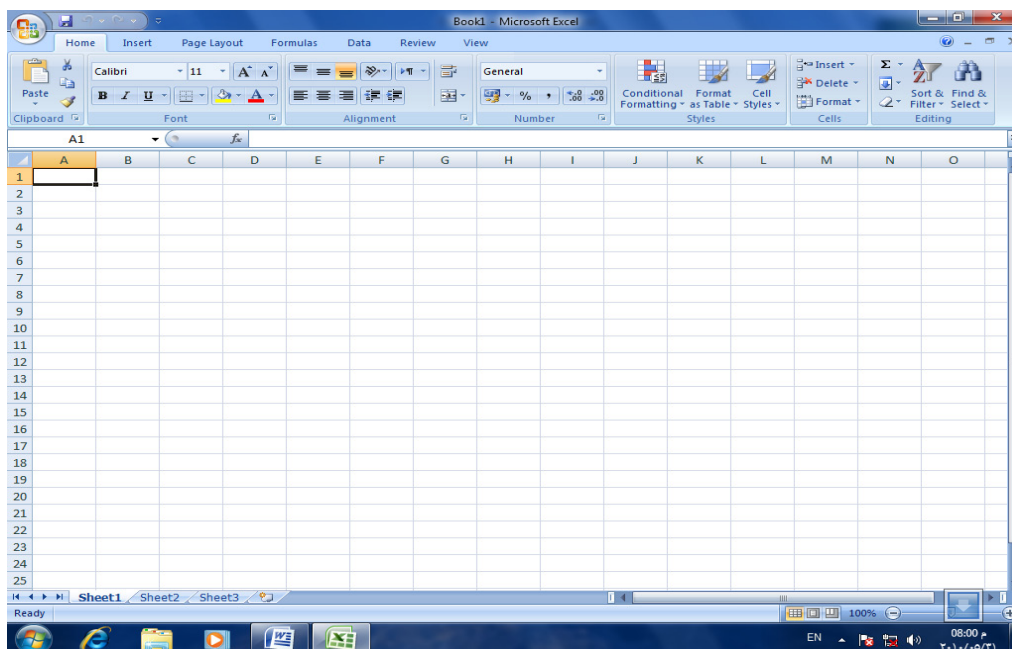 Book1 - Microsoft Excel
Home Insert Page Layout Formulas Data Review View
Paste
Clipboard
Calibri 11 A A
B I U A
Font
Alignment
General
% ,
Number
Conditional Formatting
Format as Table
Cell Styles
Styles
Insert
Delete
Format
Cells
Σ
Sort & Filter
Find & Select
Editing
A1 fx
A B C D E F G H I J K L M N O
1
2
3
4
5
6
7
8
9
10
11
12
13
14
15
16
17
18
19
20
21
22
23
24
25
Sheet1 Sheet2 Sheet3
Ready 100%
EN 08:00 م